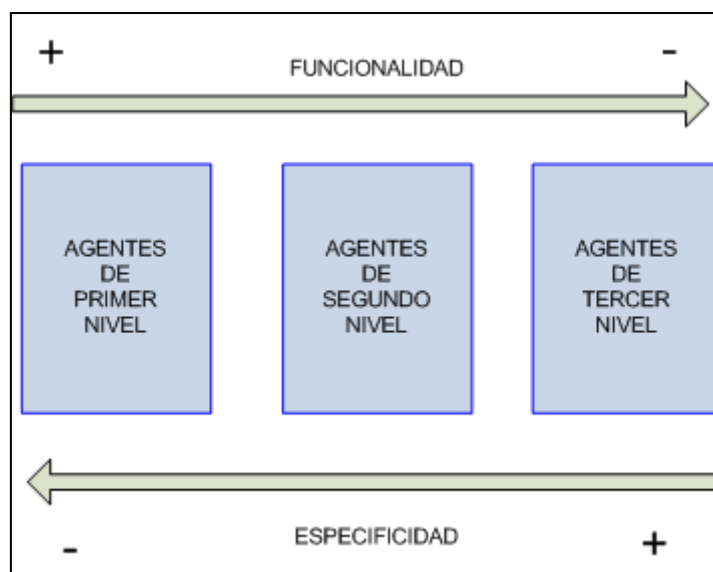 + -
FUNCIONALIDAD
AGENTES
DE
PRIMER
NIVEL
AGENTES
DE
SEGUNDO
NIVEL
AGENTES
DE
TERCER
NIVEL
ESPECIFICIDAD
- +